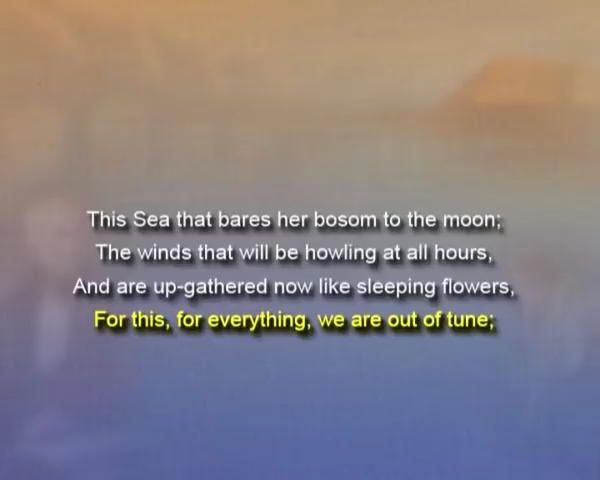 This Sea that bares her bosom to the moon;
The winds that will be howling at all hours,
And are up-gathered now like sleeping flowers,
For this, for everything, we are out of tune;